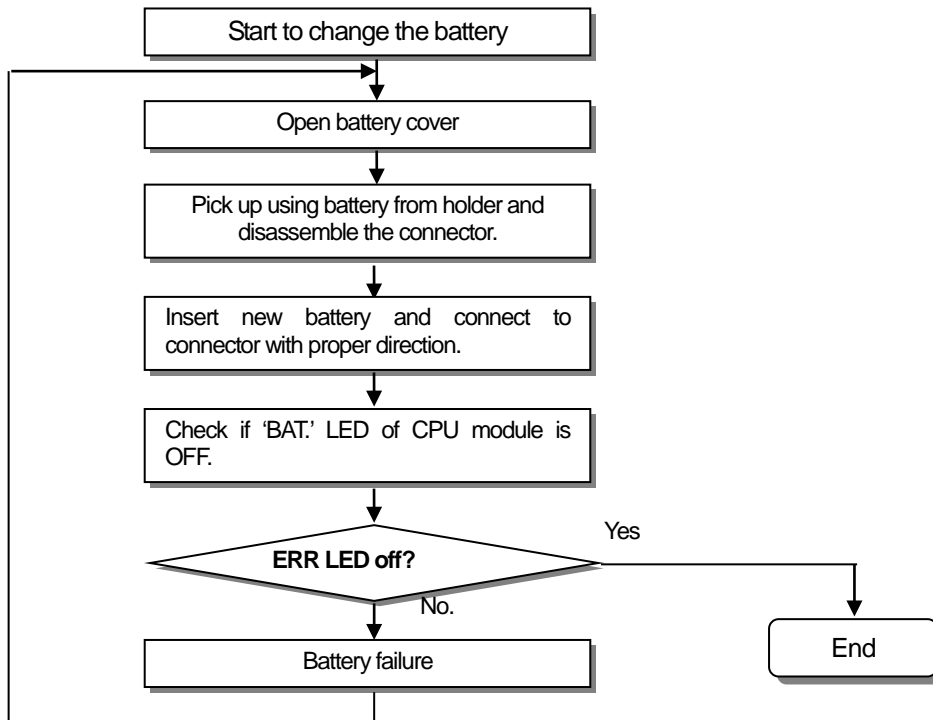 Start to change the battery
Open battery cover
Pick up using battery from holder and
disassemble the connector.
Insert new battery and connect to
connector with proper direction.
Check if ‘BAT.’ LED of CPU module is
OFF.
Yes
ERR LED off?
No.
End
Battery failure